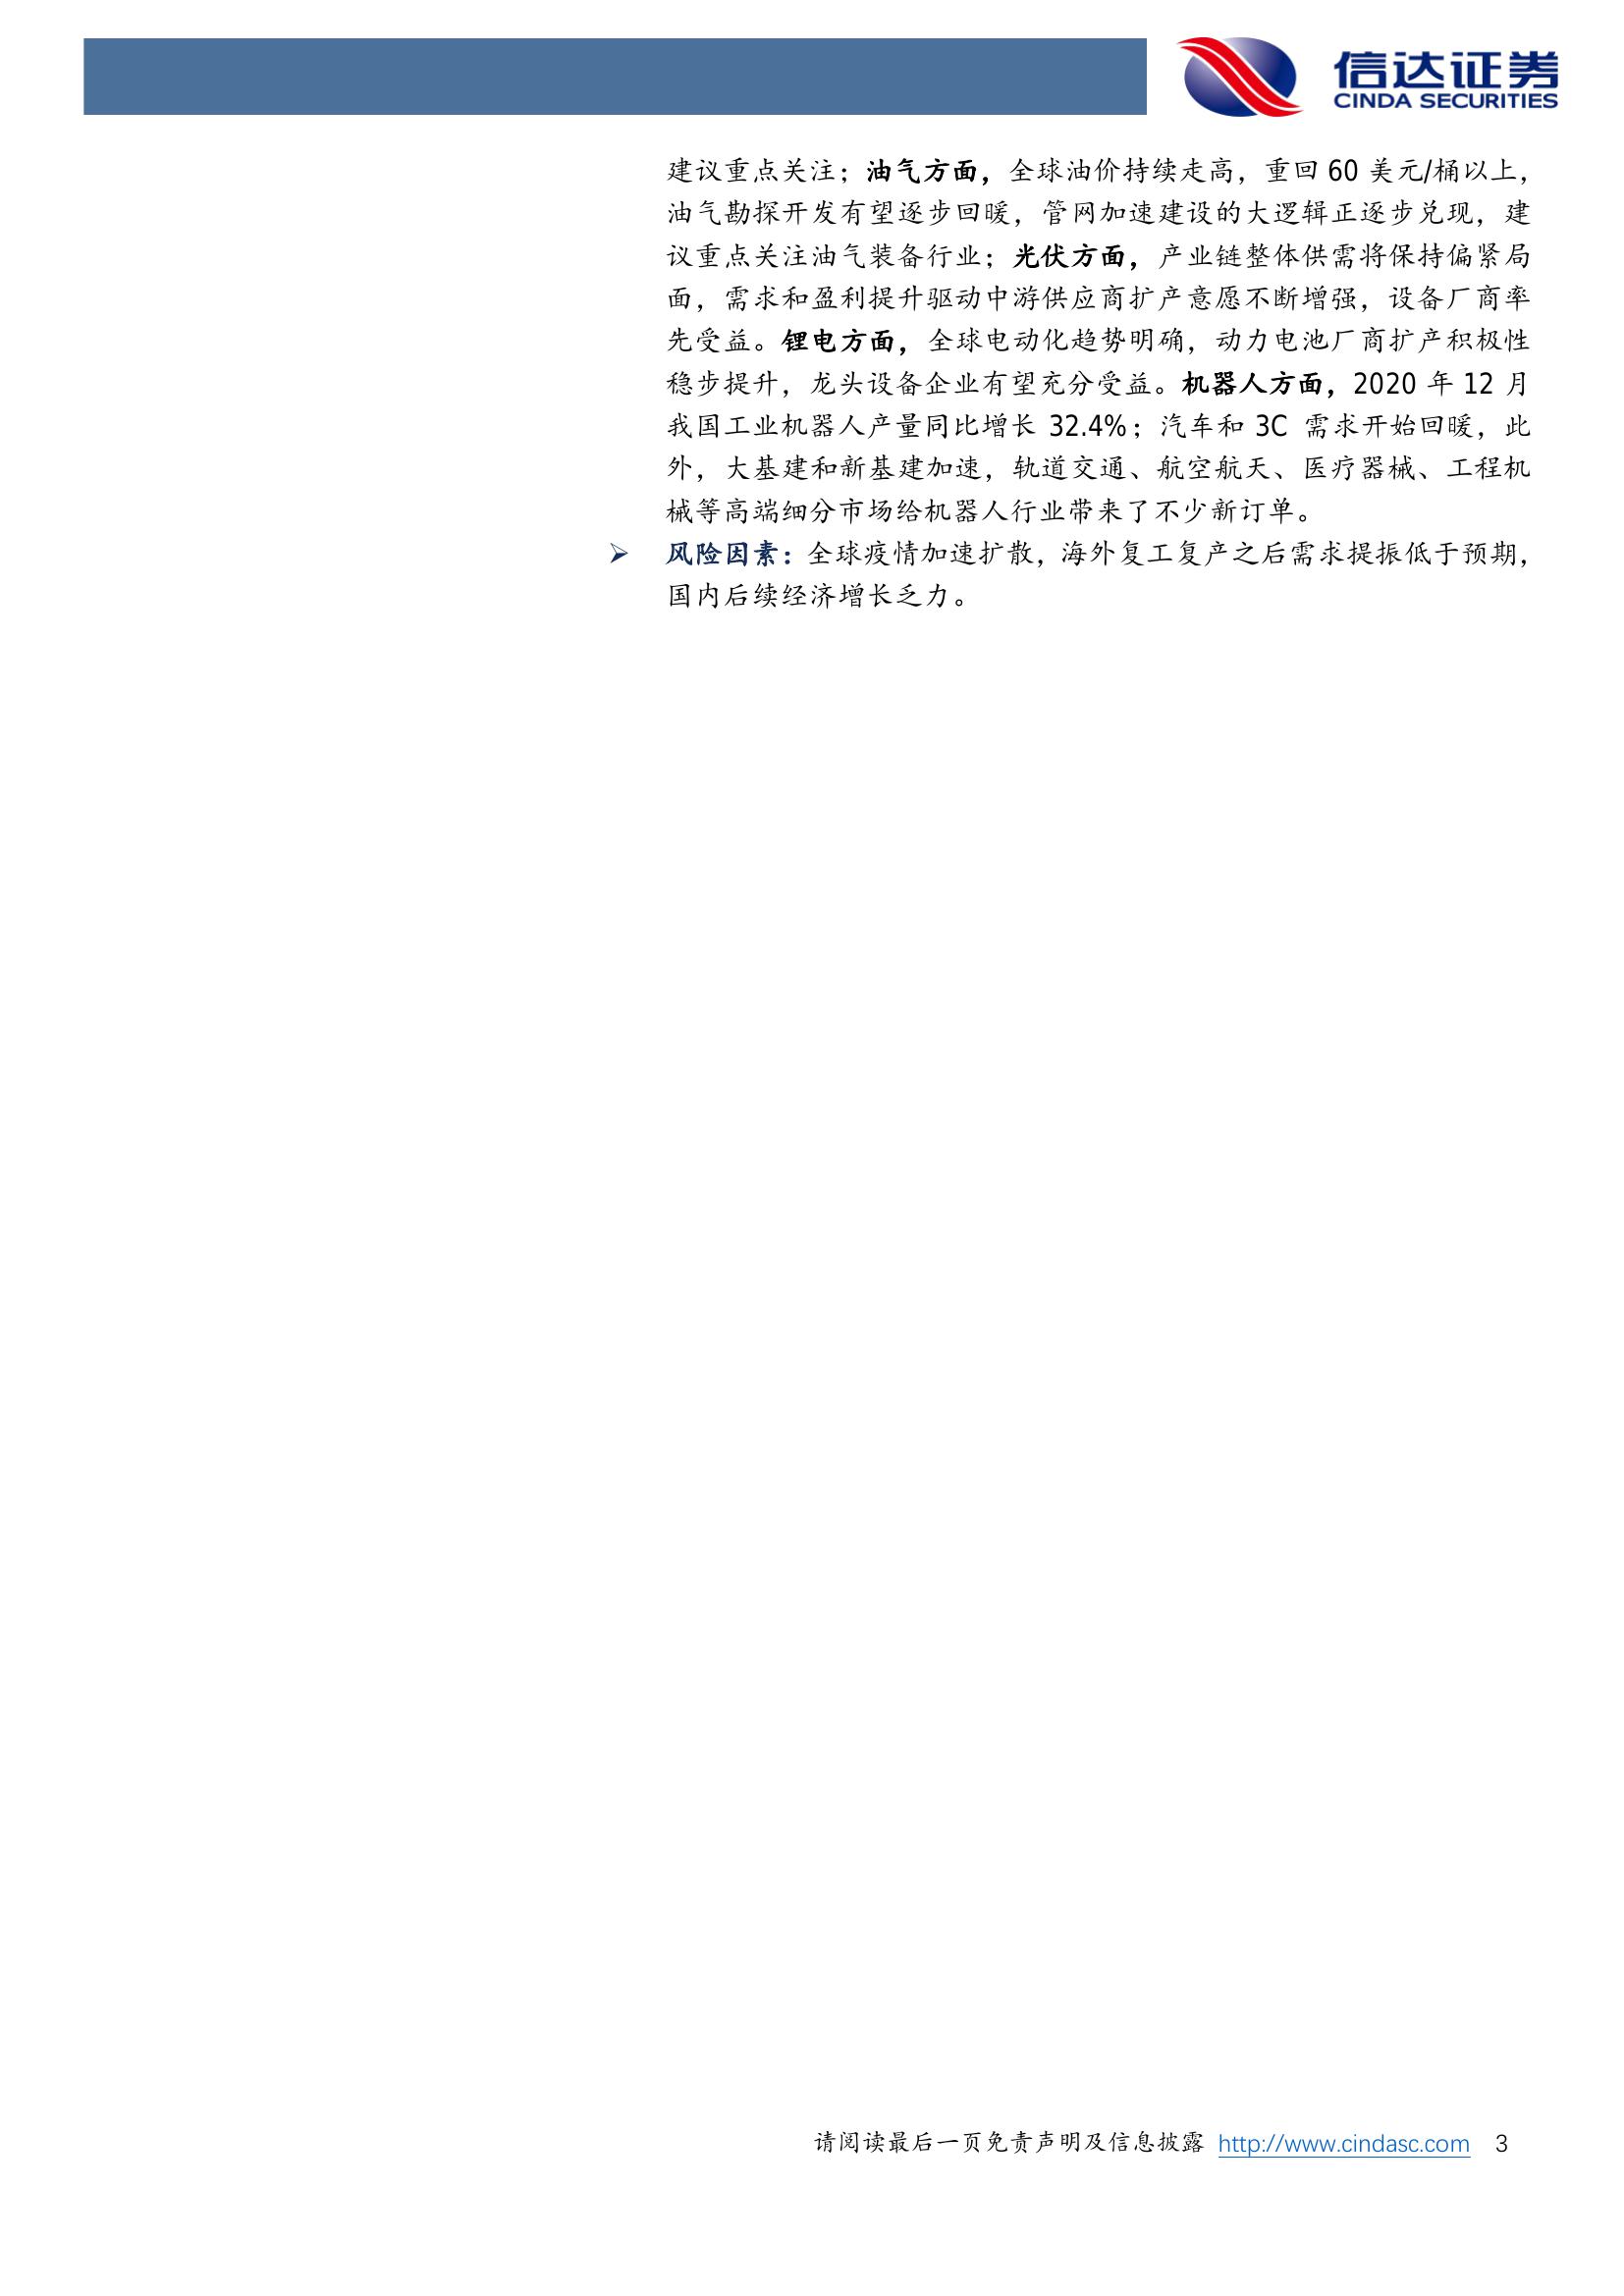 信达证券
CINDA SECURITIES
建议重点关注；油气方面，全球油价持续走高，重回 60 美元/桶以上，
油气勘探开发有望逐步回暖，管网加速建设的大逻辑正逐步兑现，建
议重点关注油气装备行业；光伏方面，产业链整体供需将保持偏紧局
面，需求和盈利提升驱动中游供应商扩产意愿不断增强，设备厂商率
先受益。锂电方面，全球电动化趋势明确，动力电池厂商扩产积极性
稳步提升，龙头设备企业有望充分受益。机器人方面，2020 年 12 月
我国工业机器人产量同比增长 32.4%；汽车和 3C 需求开始回暖，此
外，大基建和新基建加速，轨道交通、航空航天、医疗器械、工程机
械等高端细分市场给机器人行业带来了不少新订单。
➢ 风险因素：全球疫情加速扩散，海外复工复产之后需求提振低于预期，
国内后续经济增长乏力。
请阅读最后一页免责声明及信息披露 http://www.cindasc.com 3